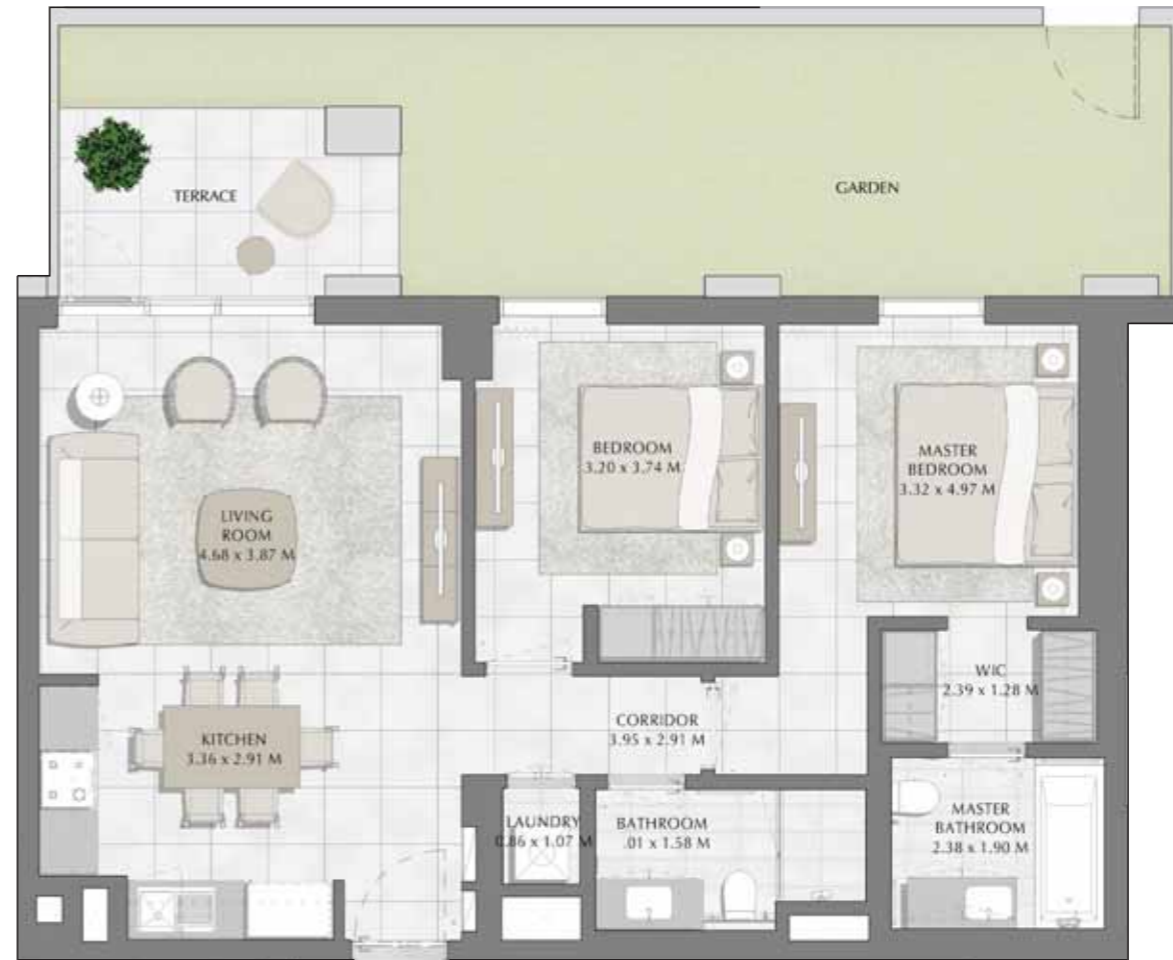 TERRACE
GARDEN
BEDROOM
3.20 x 3.74 M
MASTER
BEDROOM
3.32 x 4.97 M
LIVING
ROOM
4.68 x 3.87 M
WIC
2.39 x 1.28 M
CORRIDOR
3.95 x 2.91 M
KITCHEN
3.36 x 2.91 M
LAUNDRY
0.86 x 1.07 M
BATHROOM
.01 x 1.58 M
MASTER
BATHROOM
2.38 x 1.90 M